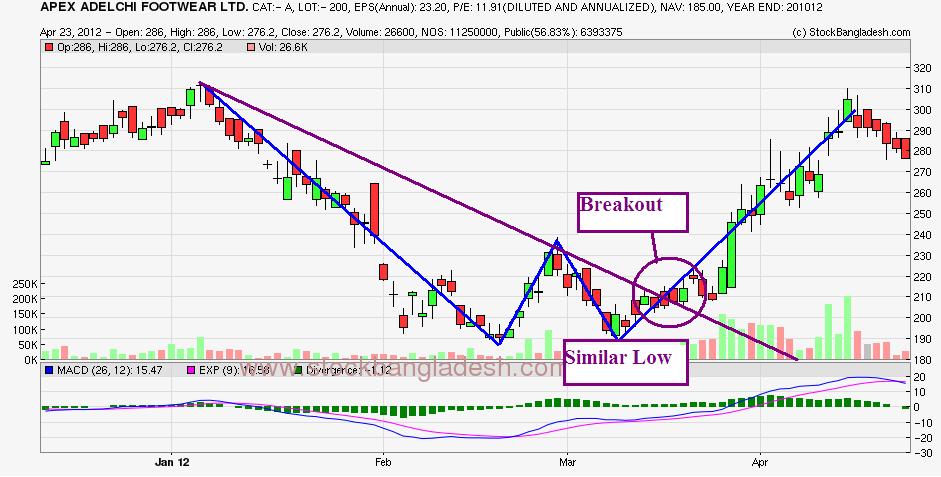 APEX ADELCHI FOOTWEAR LTD. CAT:- A, LOT:- 200, EPS(Annual): 23.20, P/E: 11.91(DILUTED AND ANNUALIZED), NAV: 185.00, YEAR END: 201012
Apr 23, 2012 - Open: 286, High: 286, Low: 276.2, Close: 276.2, Volume: 26600, NOS: 11250000, Public(56.83%): 6393375 (c) StockBangladesh.com
Op:286, Hi:286, Lo:276.2, Cl:276.2 Vol: 26.6K
320
310
300
290
280
270
260
Breakout
250
240
230
220
250K
210
200K
150K
200
100K
190
50K
Similar Low
0K
180
www.stockbangladesh.com
MACD (26, 12): 15.47 EXP (9): 16.58 Divergence: -1.12
20
10
0
-10
-20
-30
Jan 12 Feb Mar Apr